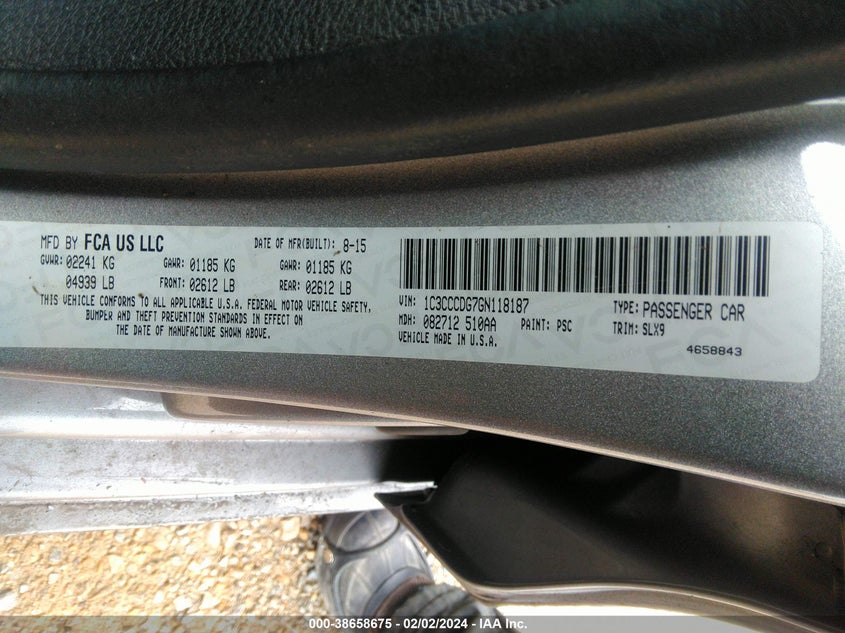 MFD BY FCA US LLC DATE OF MFR(BUILT): 8-15
GVWR: 02241 KG GAWR: 01185 KG GAWR: 01185 KG
04939 LB FRONT: 02612 LB REAR: 02612 LB
THIS VEHICLE CONFORMS TO ALL APPLICABLE U.S.A. FEDERAL MOTOR VEHICLE SAFETY,
BUMPER AND THEFT PREVENTION STANDARDS IN EFFECT ON
THE DATE OF MANUFACTURE SHOWN ABOVE.
VIN: 1C3CCCDG7GN118187 TYPE: PASSENGER CAR
MDH: 082712 510AA PAINT: PSC TRIM: SLX9
VEHICLE MADE IN U.S.A.
4658843
000-38658675 - 02/02/2024 - IAA Inc.